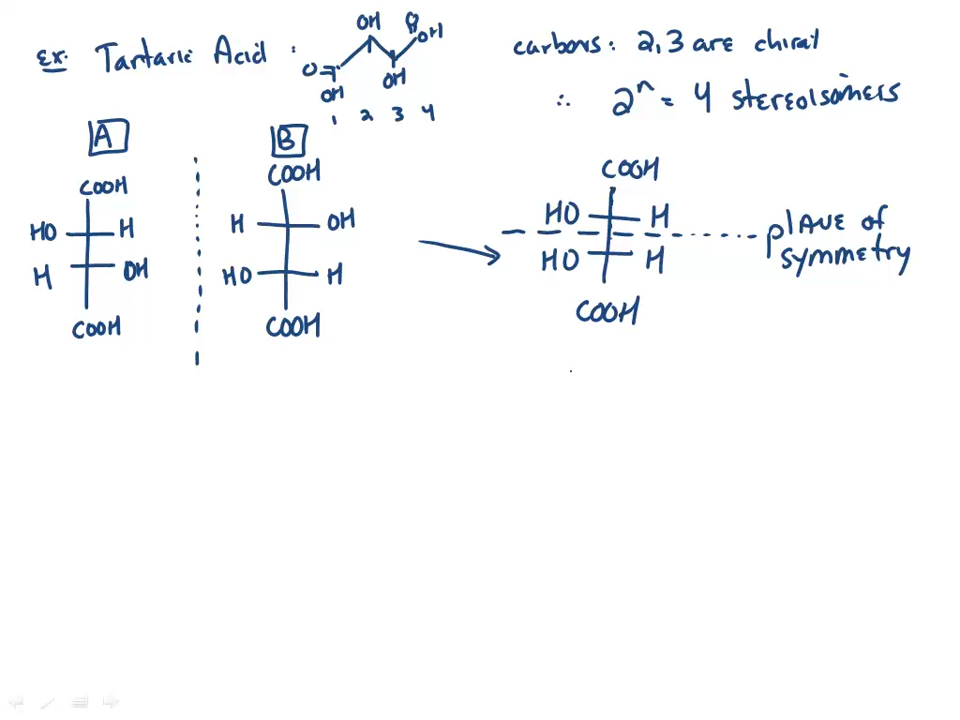 Ex: Tartaric Acid :
OH
O OH
O= OH
OH
1 2 3 4
carbons: 2,3 are chiral
∴ 2ⁿ = 4 stereoisomers
A
COOH
HO H
H OH
COOH
B
COOH
H OH
HO H
COOH
COOH
HO H
HO H
COOH
plane of
symmetry